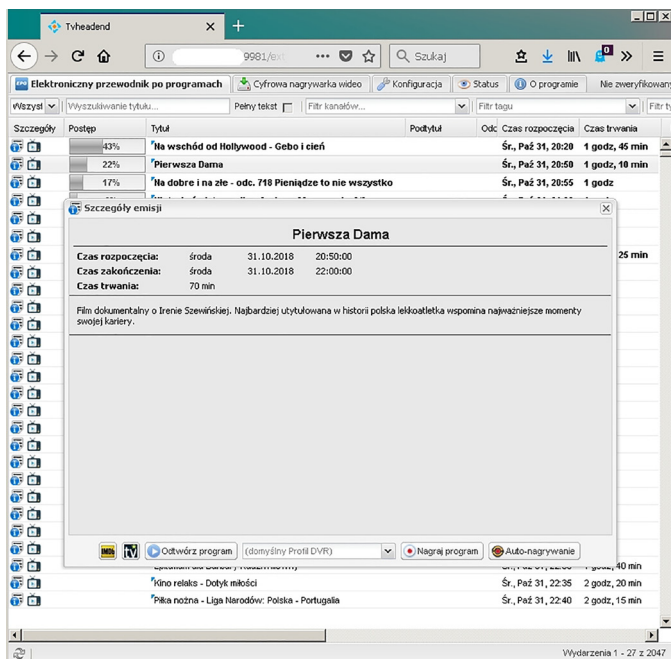 Tvheadend
9981/ext
Szukaj
0
EPG Elektroniczny przewodnik po programach
Cyfrowa nagrywarka wideo
Konfiguracja
Status
O programie
Nie zweryfikowany
Wszyst
Wyszukiwanie tytułu...
Pełny tekst
Filtr kanałów...
Filtr tagu
Filtr ty
Szczegóły Postęp Tytuł Podtytuł Odc Czas rozpoczęcia Czas trwania
43% Na wschód od Hollywood - Gebo i cień Śr., Paź 31, 20:20 1 godz, 45 min
22% Pierwsza Dama Śr., Paź 31, 20:50 1 godz, 10 min
17% Na dobre i na złe - odc. 718 Pieniądze to nie wszystko Śr., Paź 31, 20:55 1 godz
Szczegóły emisji
25 min
Pierwsza Dama
Czas rozpoczęcia: środa 31.10.2018 20:50:00
Czas zakończenia: środa 31.10.2018 22:00:00
Czas trwania: 70 min
Film dokumentalny o Irenie Szewińskiej. Najbardziej utytułowana w historii polska lekkoatletka wspomina najważniejsze momenty
swojej kariery.
IMDb tv Odtwórz program (domyślny Profil DVR) Nagraj program Auto-nagrywanie
40 min
Kino relaks - Dotyk miłości Śr., Paź 31, 22:35 2 godz, 20 min
Piłka nożna - Liga Narodów: Polska - Portugalia Śr., Paź 31, 22:40 2 godz, 15 min
Wydarzenia 1 - 27 z 2047